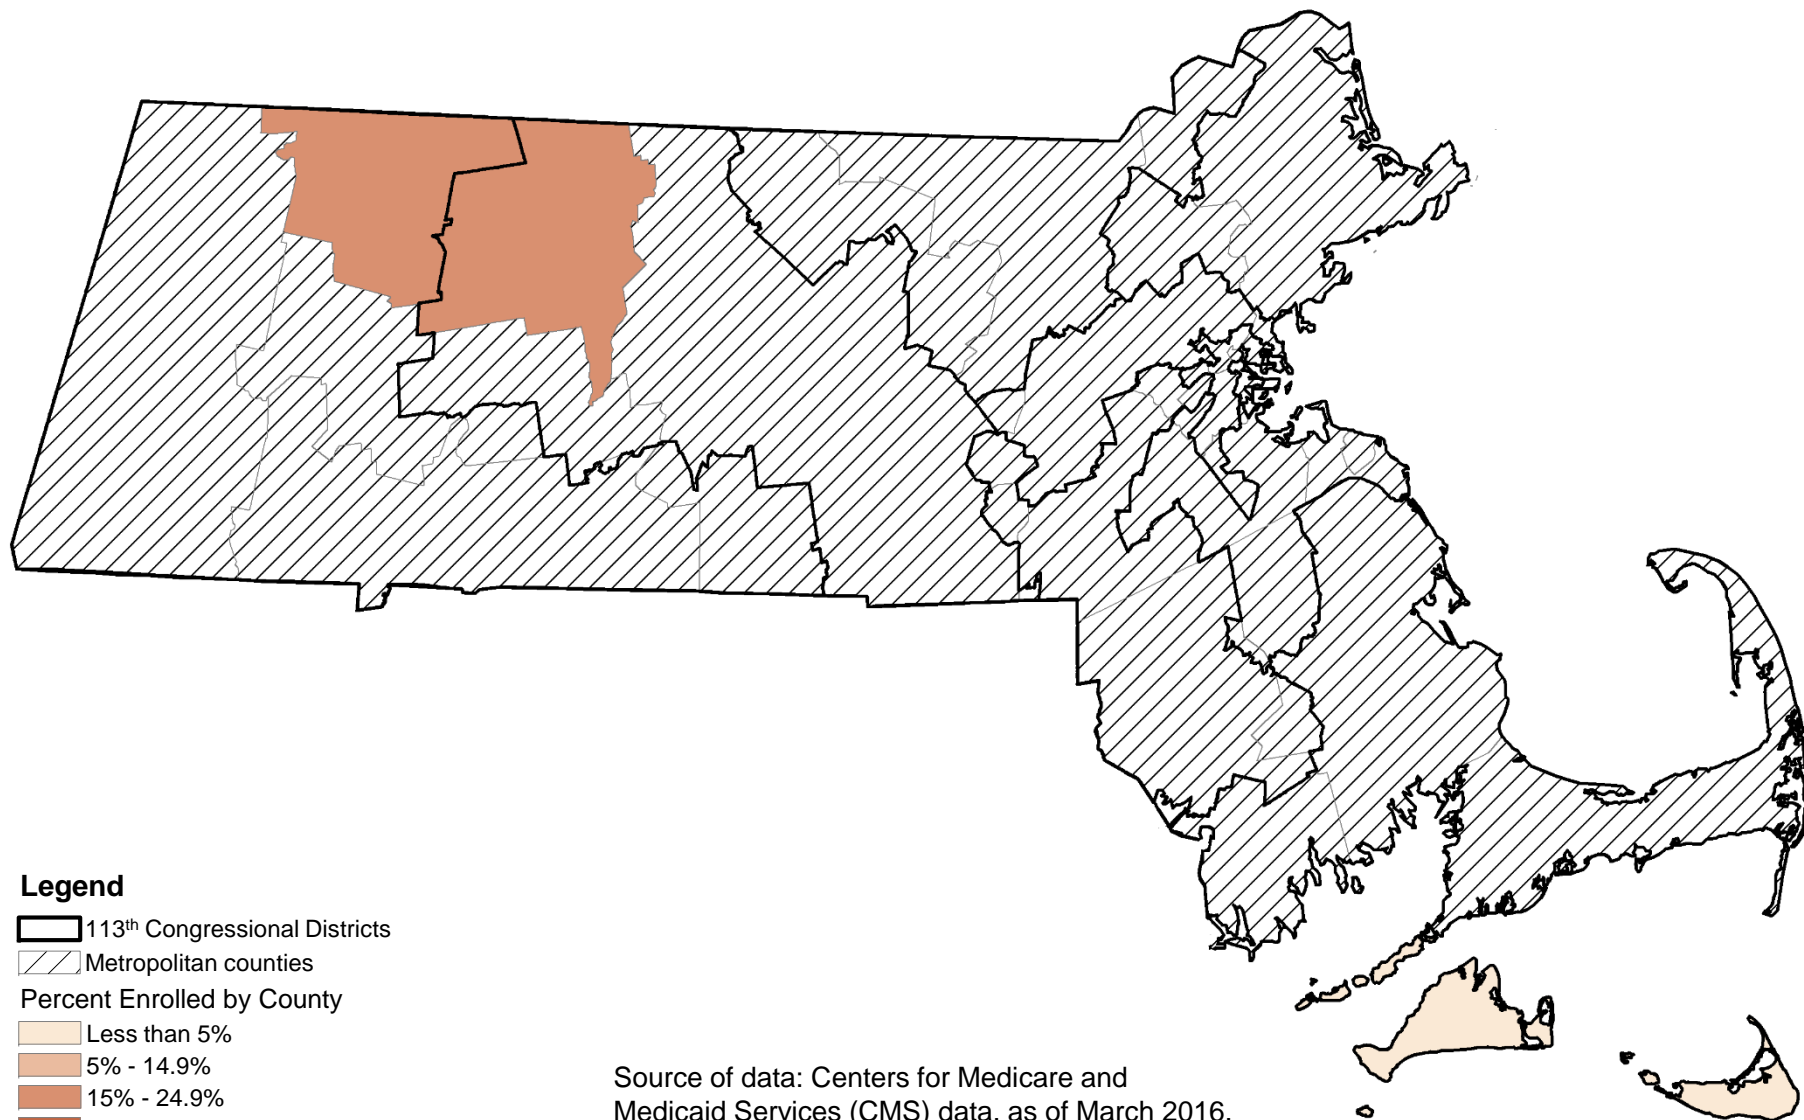 Legend
113th Congressional Districts
Metropolitan counties
Percent Enrolled by County
Less than 5%
5% - 14.9%
15% - 24.9%
Source of data: Centers for Medicare and
Medicaid Services (CMS) data, as of March 2016.